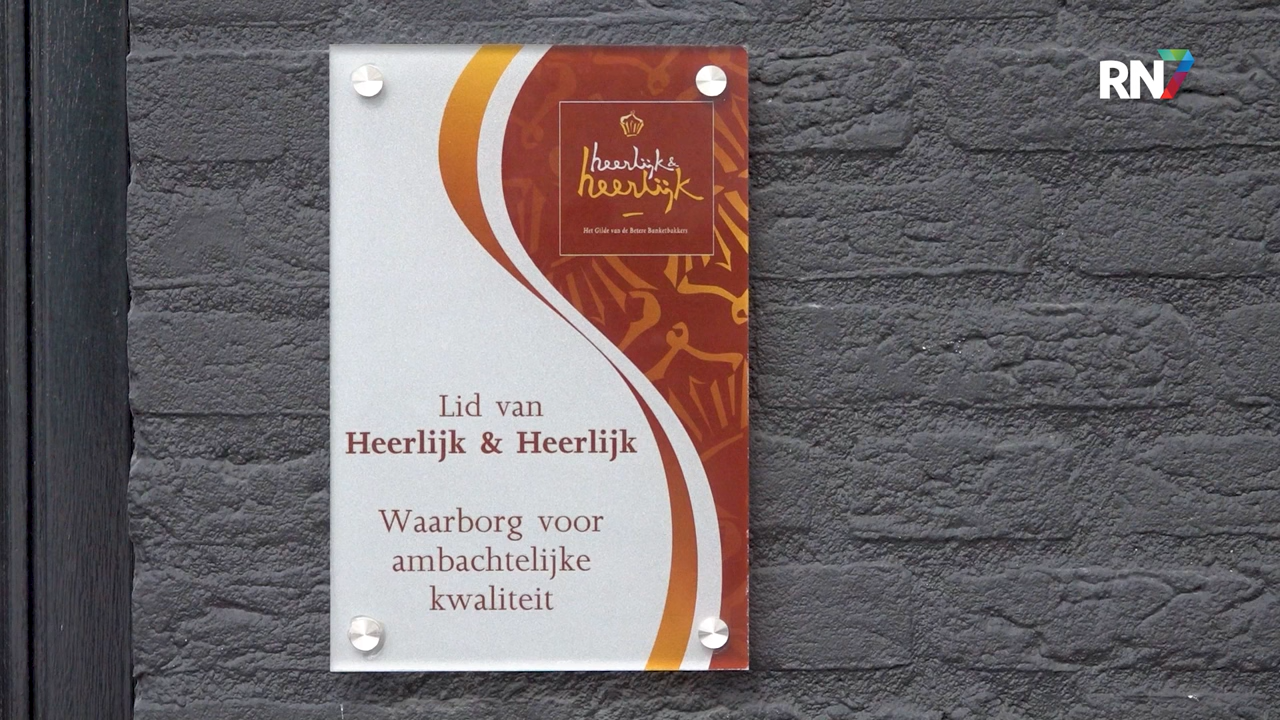 RN7
heerlijk &
heerlijk
Het Gilde van de Betere Banketbakkers
Lid van
Heerlijk & Heerlijk
Waarborg voor
ambachtelijke
kwaliteit